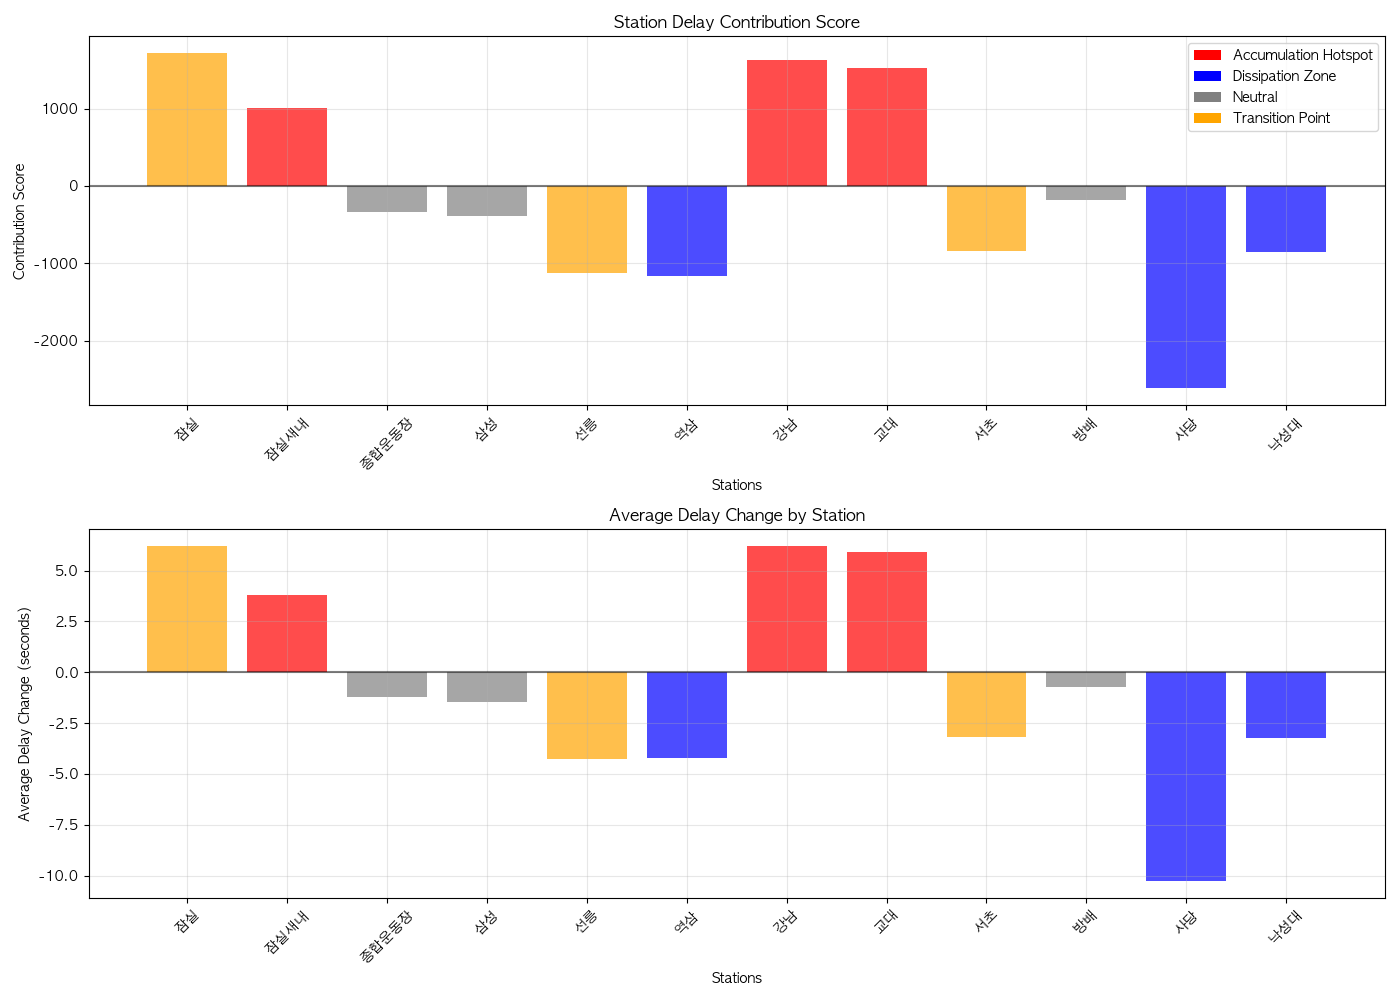 Station Delay Contribution Score
Contribution Score
1000
0
-1000
-2000
Accumulation Hotspot
Dissipation Zone
Neutral
Transition Point
잠실
잠실새내
종합운동장
삼성
선릉
역삼
강남
교대
서초
방배
사당
낙성대
Stations
Average Delay Change by Station
Average Delay Change (seconds)
5.0
2.5
0.0
-2.5
-5.0
-7.5
-10.0
잠실
잠실새내
종합운동장
삼성
선릉
역삼
강남
교대
서초
방배
사당
낙성대
Stations